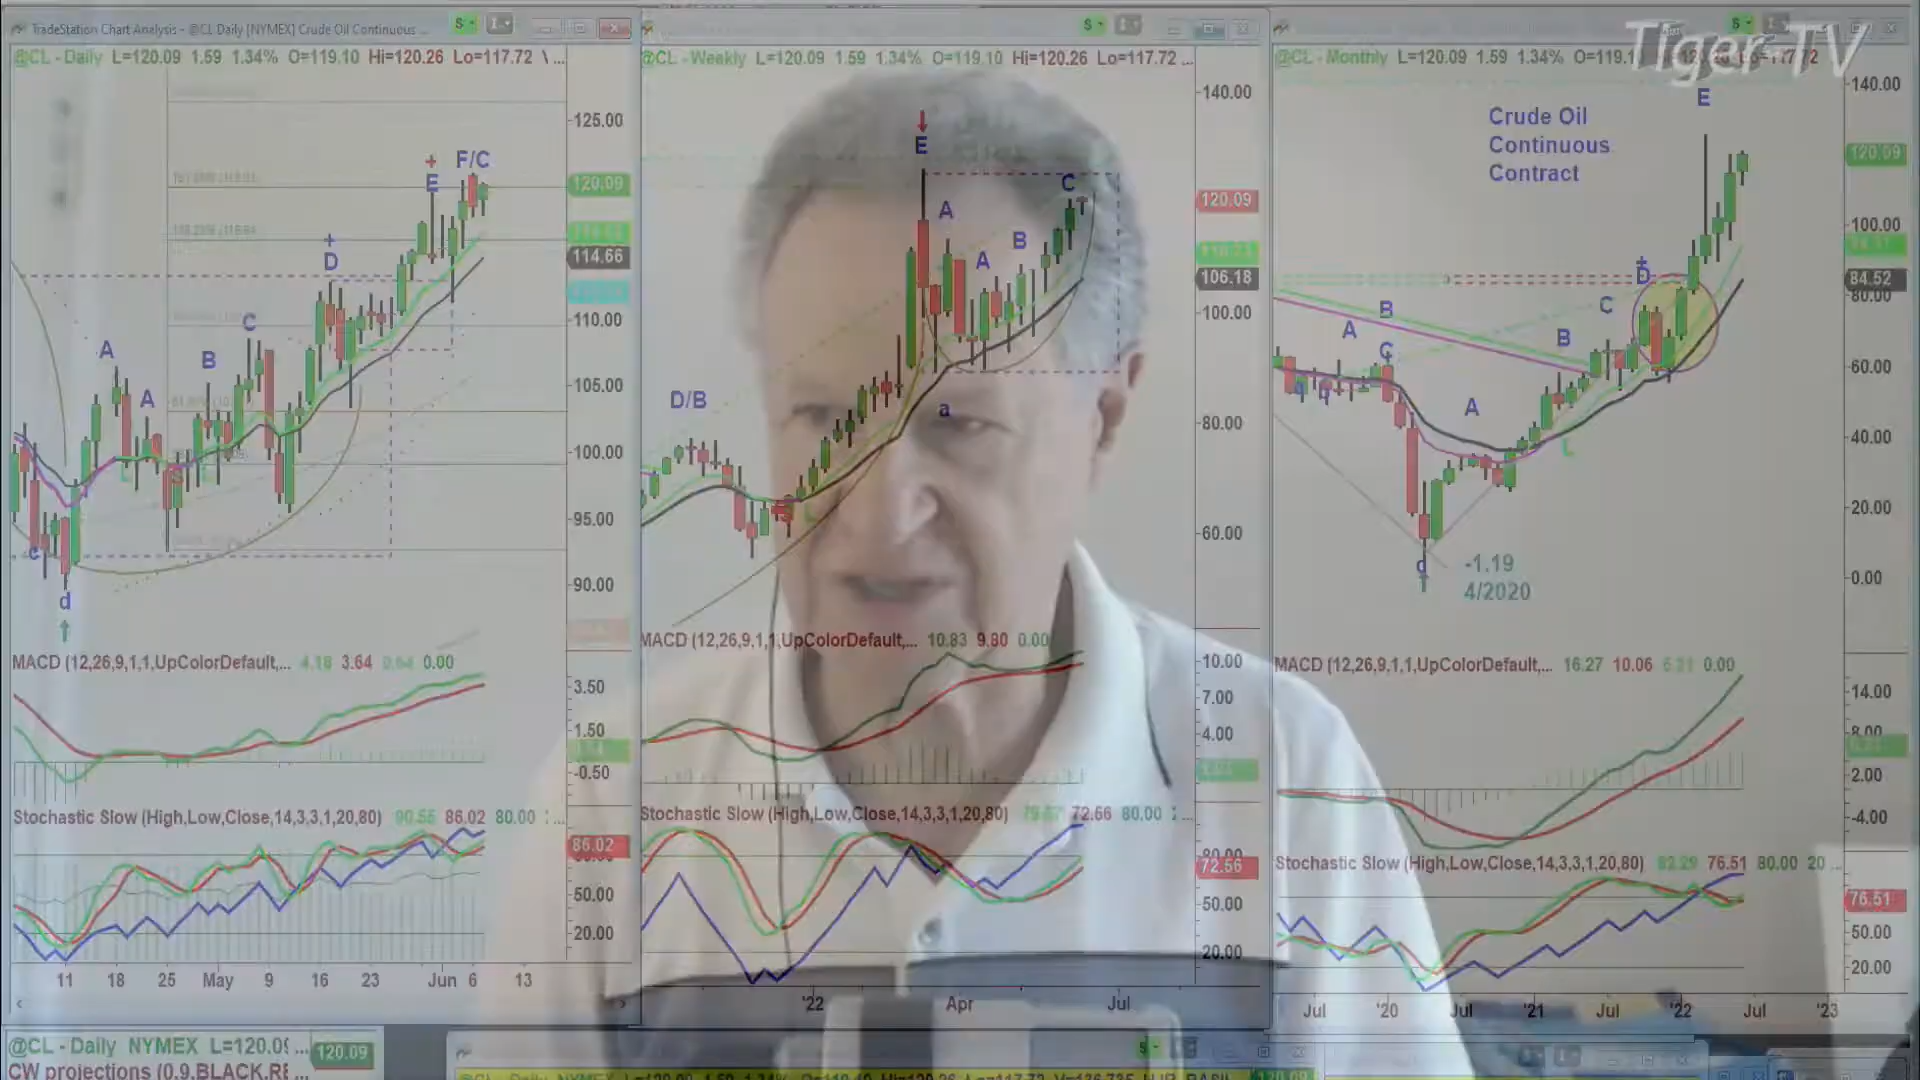 TradeStation Chart Analysis - @CL Daily [NYMEX] Crude Oil Continuous ...
Tiger TV
@CL - Daily L=120.09 1.59 1.34% O=119.10 Hi=120.26 Lo=117.72 \ ...
@CL - Weekly L=120.09 1.59 1.34% O=119.10 Hi=120.26 Lo=117.72 ...
@CL - Monthly L=120.09 1.59 1.34%
Crude Oil
Continuous
Contract
125.00
120.09
114.66
110.00
105.00
100.00
95.00
90.00
A
A
B
C
+
D
+
E
F/C
c
d
L
S
L
140.00
120.09
106.18
100.00
80.00
60.00
D/B
E
A
A
B
C
a
L
140.00
120.09
100.00
84.52
80.00
60.00
40.00
20.00
0.00
A
B
C
A
B
C
+
D
E
L
d
-1.19
4/2020
MACD (12,26,9,1,1,UpColorDefault,... 4.18 3.64 0.00
3.50
1.50
-0.50
MACD (12,26,9,1,1,UpColorDefault,... 10.83 9.80 0.00
10.00
7.00
4.00
MACD (12,26,9,1,1,UpColorDefault,... 16.27 10.06 0.00
14.00
8.00
2.00
-4.00
Stochastic Slow (High,Low,Close,14,3,3,1,20,80) 90.55 86.02 80.00
86.02
50.00
20.00
Stochastic Slow (High,Low,Close,14,3,3,1,20,80) 72.66 80.00
80.00
50.00
20.00
Stochastic Slow (High,Low,Close,14,3,3,1,20,80) 82.29 76.51 80.00 20 ...
76.51
50.00
20.00
11 18 25 May 9 16 23 Jun 6 13
'22 Apr Jul
Jul '20 Jul '21 Jul '22 Jul '23
@CL - Daily NYMEX
120.09
CW projections (0.9,BLACK,RE ...